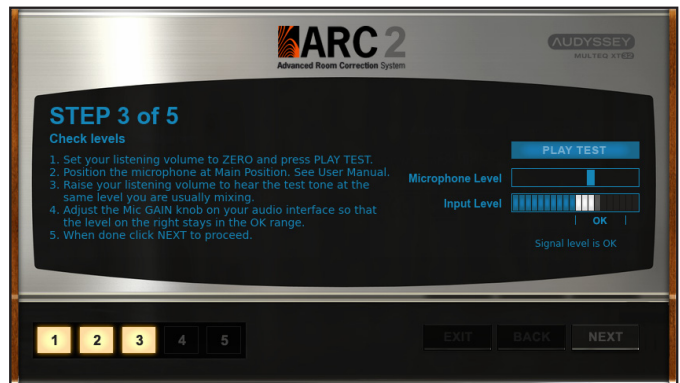 ARC 2
Advanced Room Correction System
AUDYSSEY
MULTEQ XT32
STEP 3 of 5
Check levels
1. Set your listening volume to ZERO and press PLAY TEST.
2. Position the microphone at Main Position. See User Manual.
3. Raise your listening volume to hear the test tone at the
same level you are usually mixing.
4. Adjust the Mic GAIN knob on your audio interface so that
the level on the right stays in the OK range.
5. When done click NEXT to proceed.
PLAY TEST
Microphone Level
Input Level
OK
Signal level is OK
1 2 3 4 5
EXIT BACK NEXT